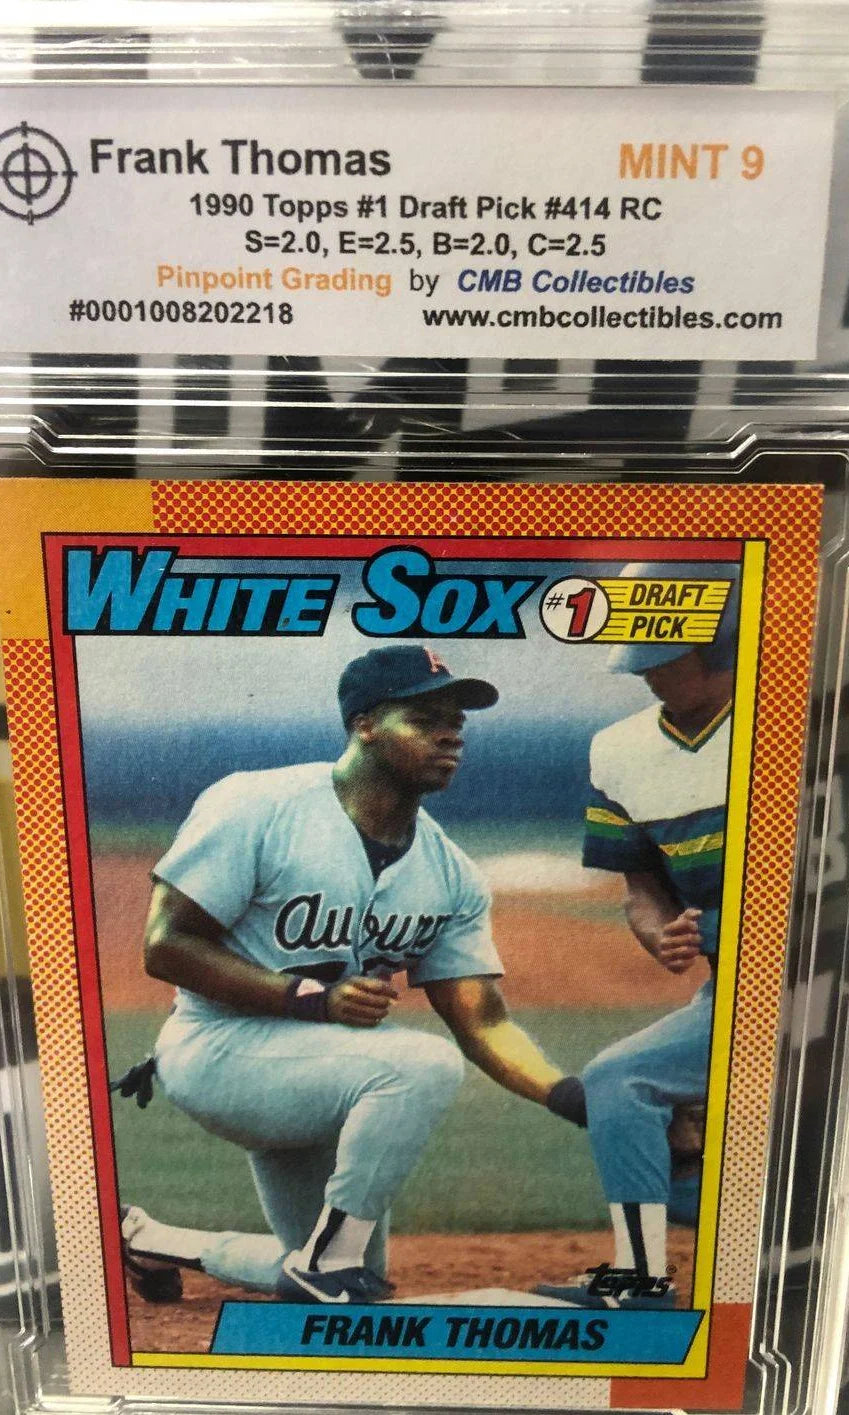 Frank Thomas MINT 9
1990 Topps #1 Draft Pick #414 RC
S=2.0, E=2.5, B=2.0, C=2.5
Pinpoint Grading by CMB Collectibles
#0001008202218 www.cmbcollectibles.com
WHITE SOX #1 DRAFT PICK
A
Auburn
TOPPS®
FRANK THOMAS